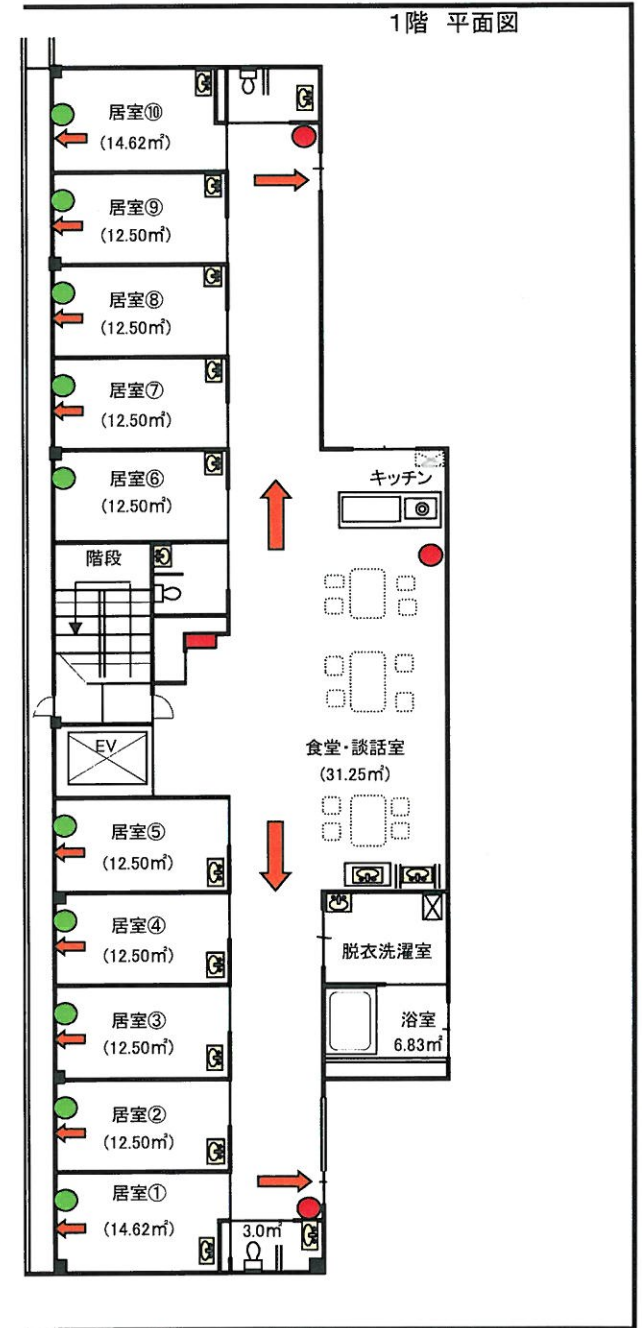 1階 平面図
居室⑩
(14.62㎡)
居室⑨
(12.50㎡)
居室⑧
(12.50㎡)
居室⑦
(12.50㎡)
キッチン
居室⑥
(12.50㎡)
階段
EV
食堂・談話室
(31.25㎡)
居室⑤
(12.50㎡)
居室④
(12.50㎡)
脱衣洗濯室
居室③
(12.50㎡)
浴室
6.83㎡
居室②
(12.50㎡)
居室①
(14.62㎡)
3.0㎡